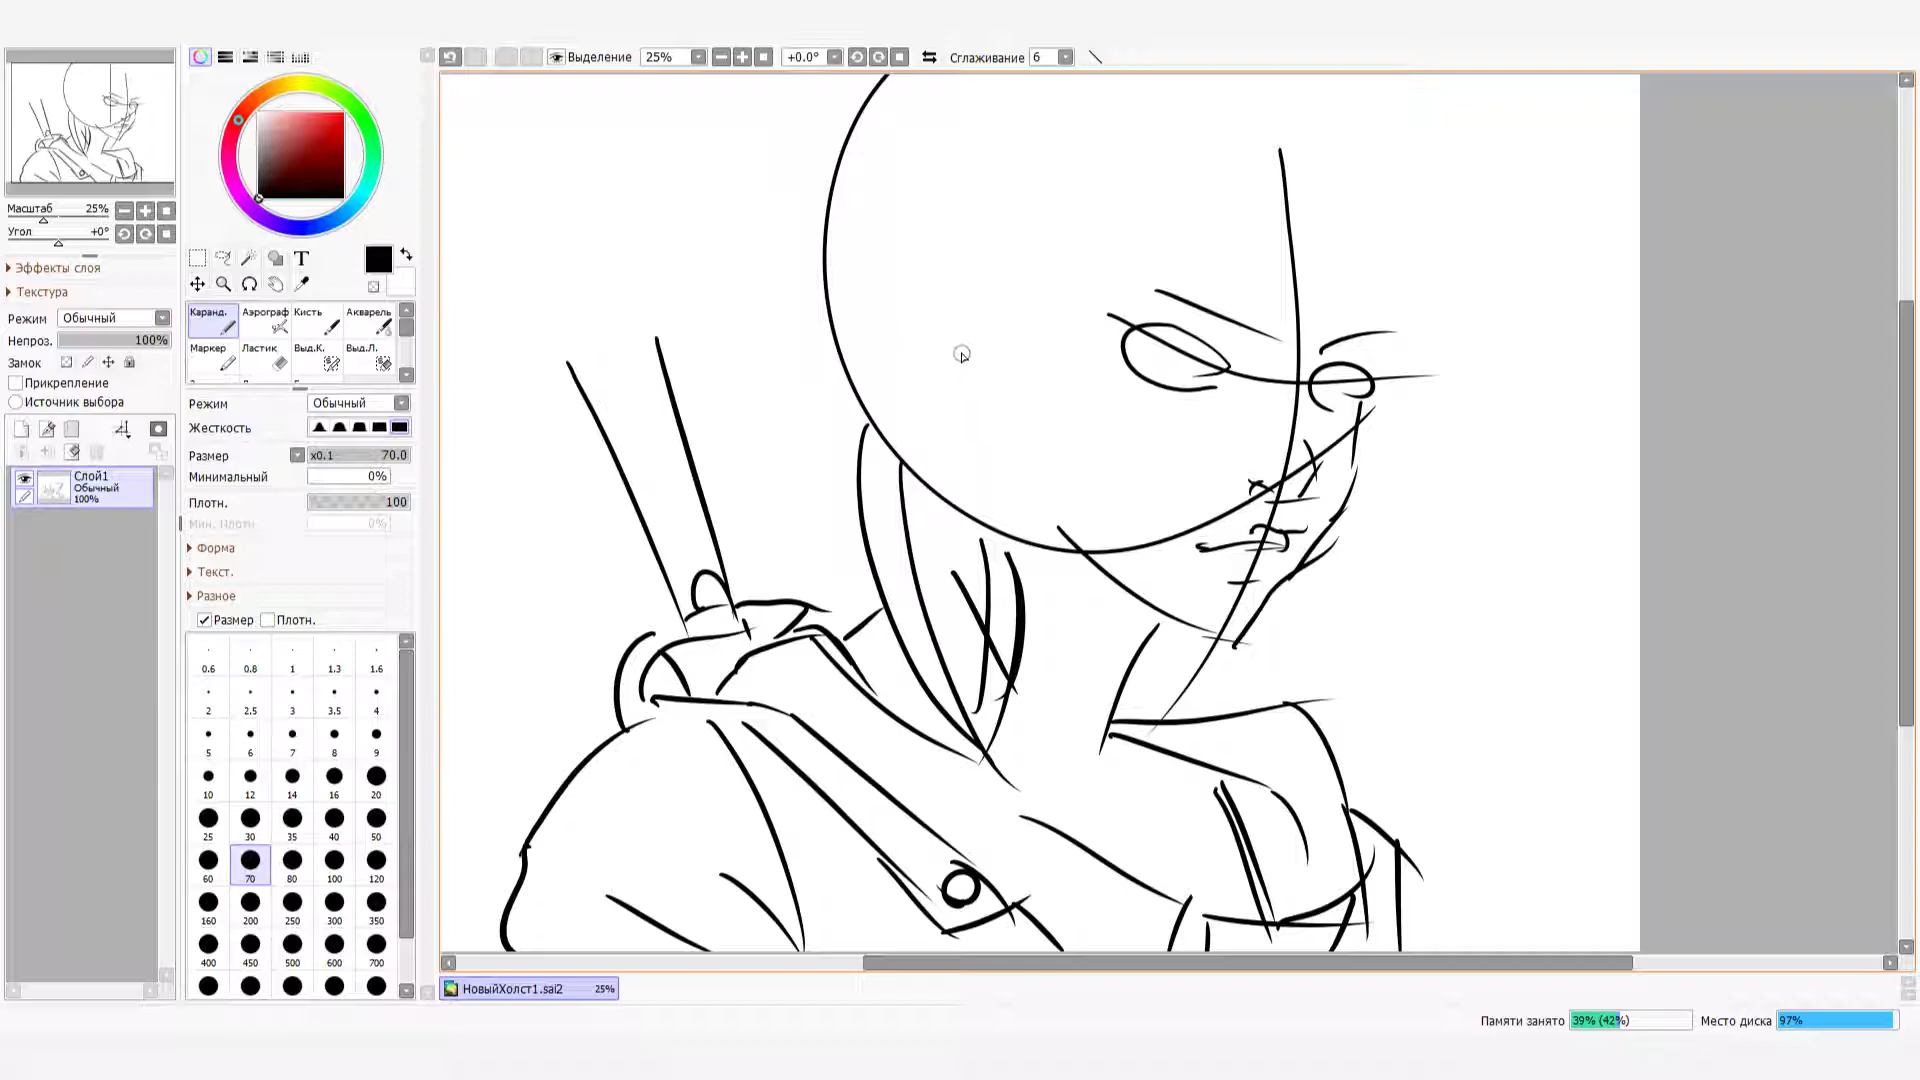 Выделение 25% +0.0° Сглаживание 6
Масштаб 25%
Угол +0°
Эффекты слоя
Текстура
Режим Обычный
Непроз. 100%
Замок
Прикрепление
Источник выбора
Слой1
Обычный
100%
T
Каранд. Аэрограф Кисть Акварель
Маркер Ластик Выд.К. Выд.Л.
Режим Обычный
Жесткость
Размер x0.1 70.0
Минимальный 0%
Плотн. 100
Мин. Плотн 0%
Форма
Текст.
Разное
Размер Плотн.
0.6 0.8 1 1.3 1.6
2 2.5 3 3.5 4
5 6 7 8 9
10 12 14 16 20
25 30 35 40 50
60 70 80 100 120
160 200 250 300 350
400 450 500 600 700
НовыйХолст1.sai2 25%
Памяти занято 39% (42%) Место диска 97%